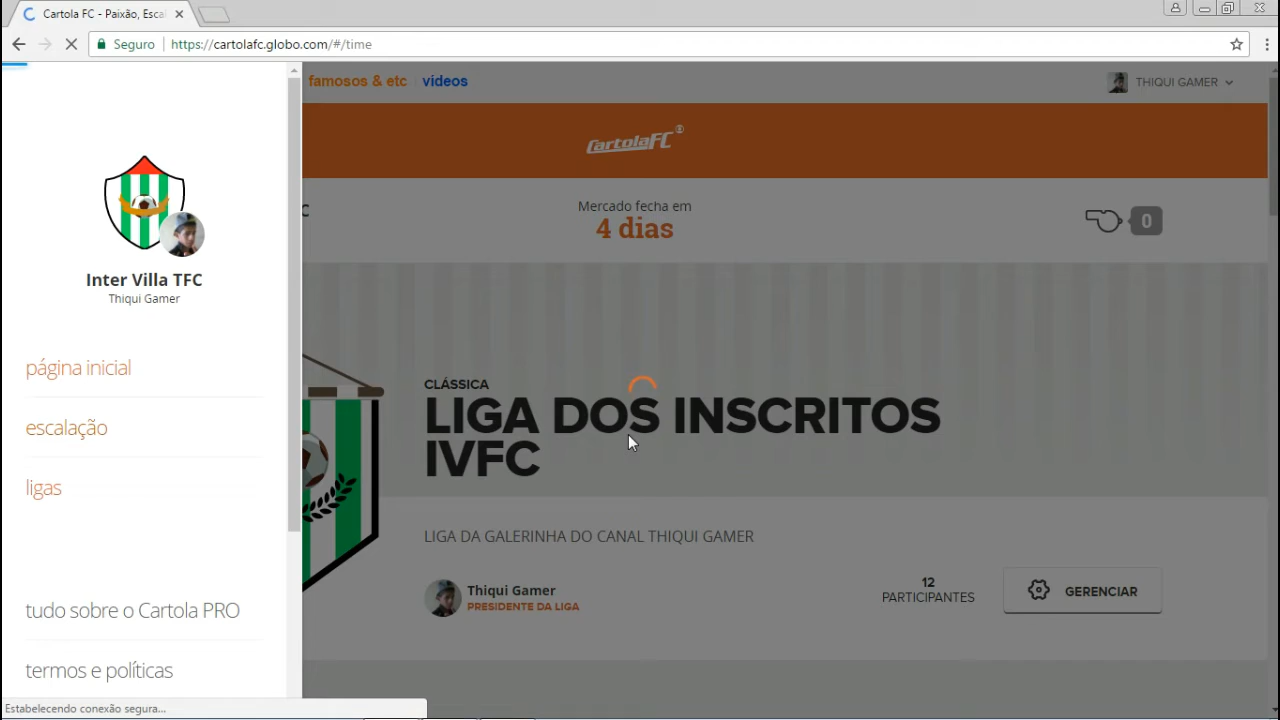 Cartola FC - Paixão, Escal
Seguro
https://cartolafc.globo.com/#/time
famosos & etc
vídeos
THIQUI GAMER
CartolaFC®
C
Mercado fecha em
4 dias
0
Inter Villa TFC
Thiqui Gamer
página inicial
escalação
ligas
tudo sobre o Cartola PRO
termos e políticas
CLÁSSICA
LIGA DOS INSCRITOS
IVFC
LIGA DA GALERINHA DO CANAL THIQUI GAMER
Thiqui Gamer
PRESIDENTE DA LIGA
12
PARTICIPANTES
GERENCIAR
Estabelecendo conexão segura...